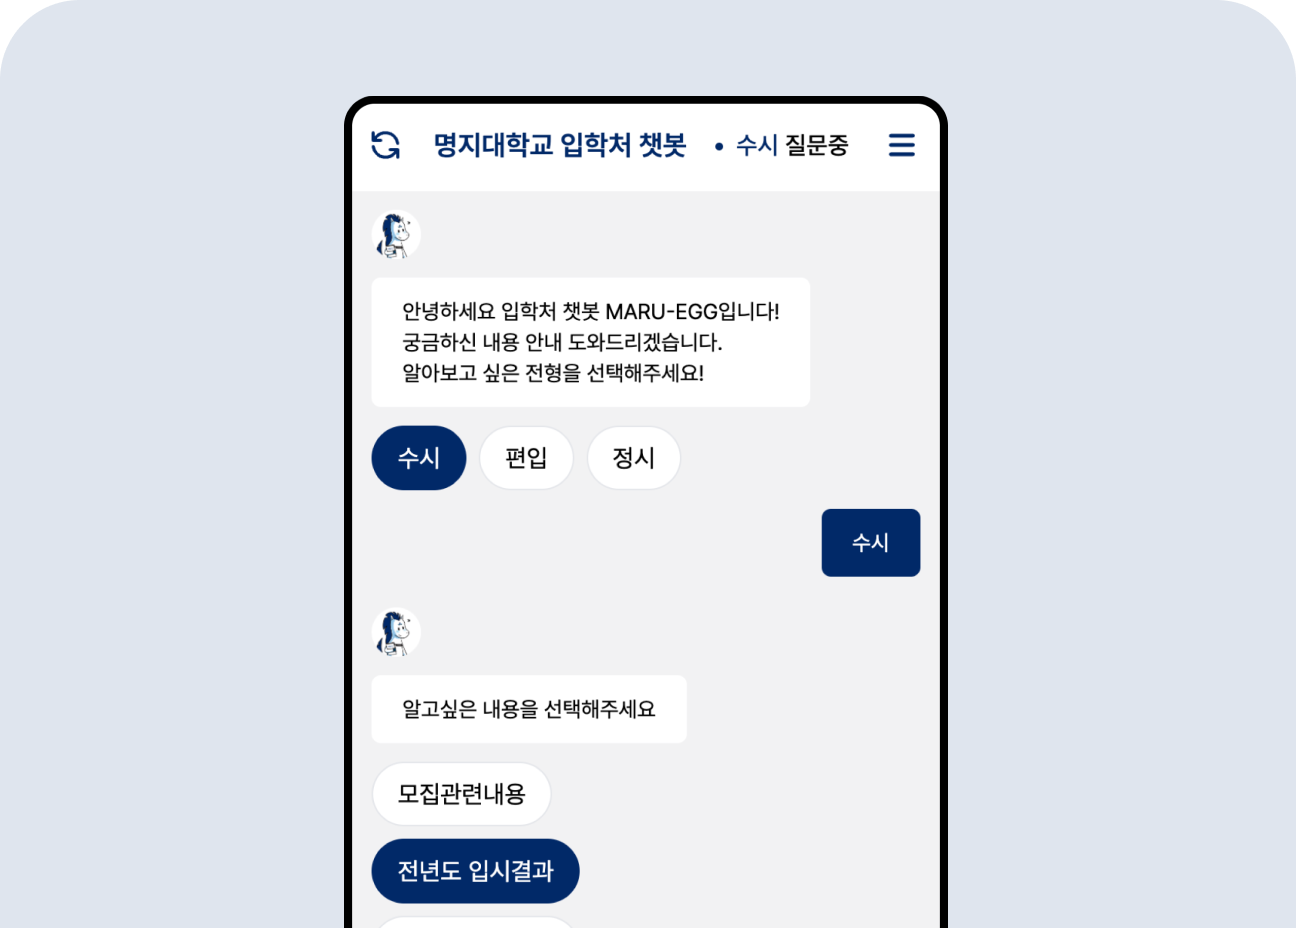 명지대학교 입학처 챗봇 • 수시 질문중
안녕하세요 입학처 챗봇 MARU-EGG입니다!
궁금하신 내용 안내 도와드리겠습니다.
알아보고 싶은 전형을 선택해주세요!
수시 편입 정시
수시
알고싶은 내용을 선택해주세요
모집관련내용
전년도 입시결과